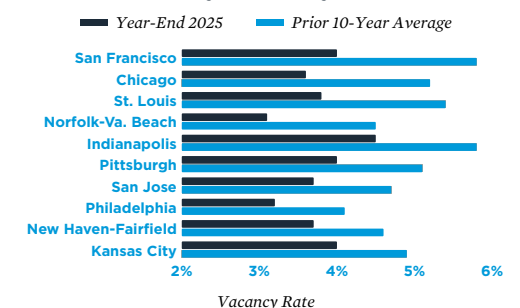 Year-End 2025 Prior 10-Year Average
San Francisco
Chicago
St. Louis
Norfolk-Va. Beach
Indianapolis
Pittsburgh
San Jose
Philadelphia
New Haven-Fairfield
Kansas City
2% 3% 4% 5% 6%
Vacancy Rate